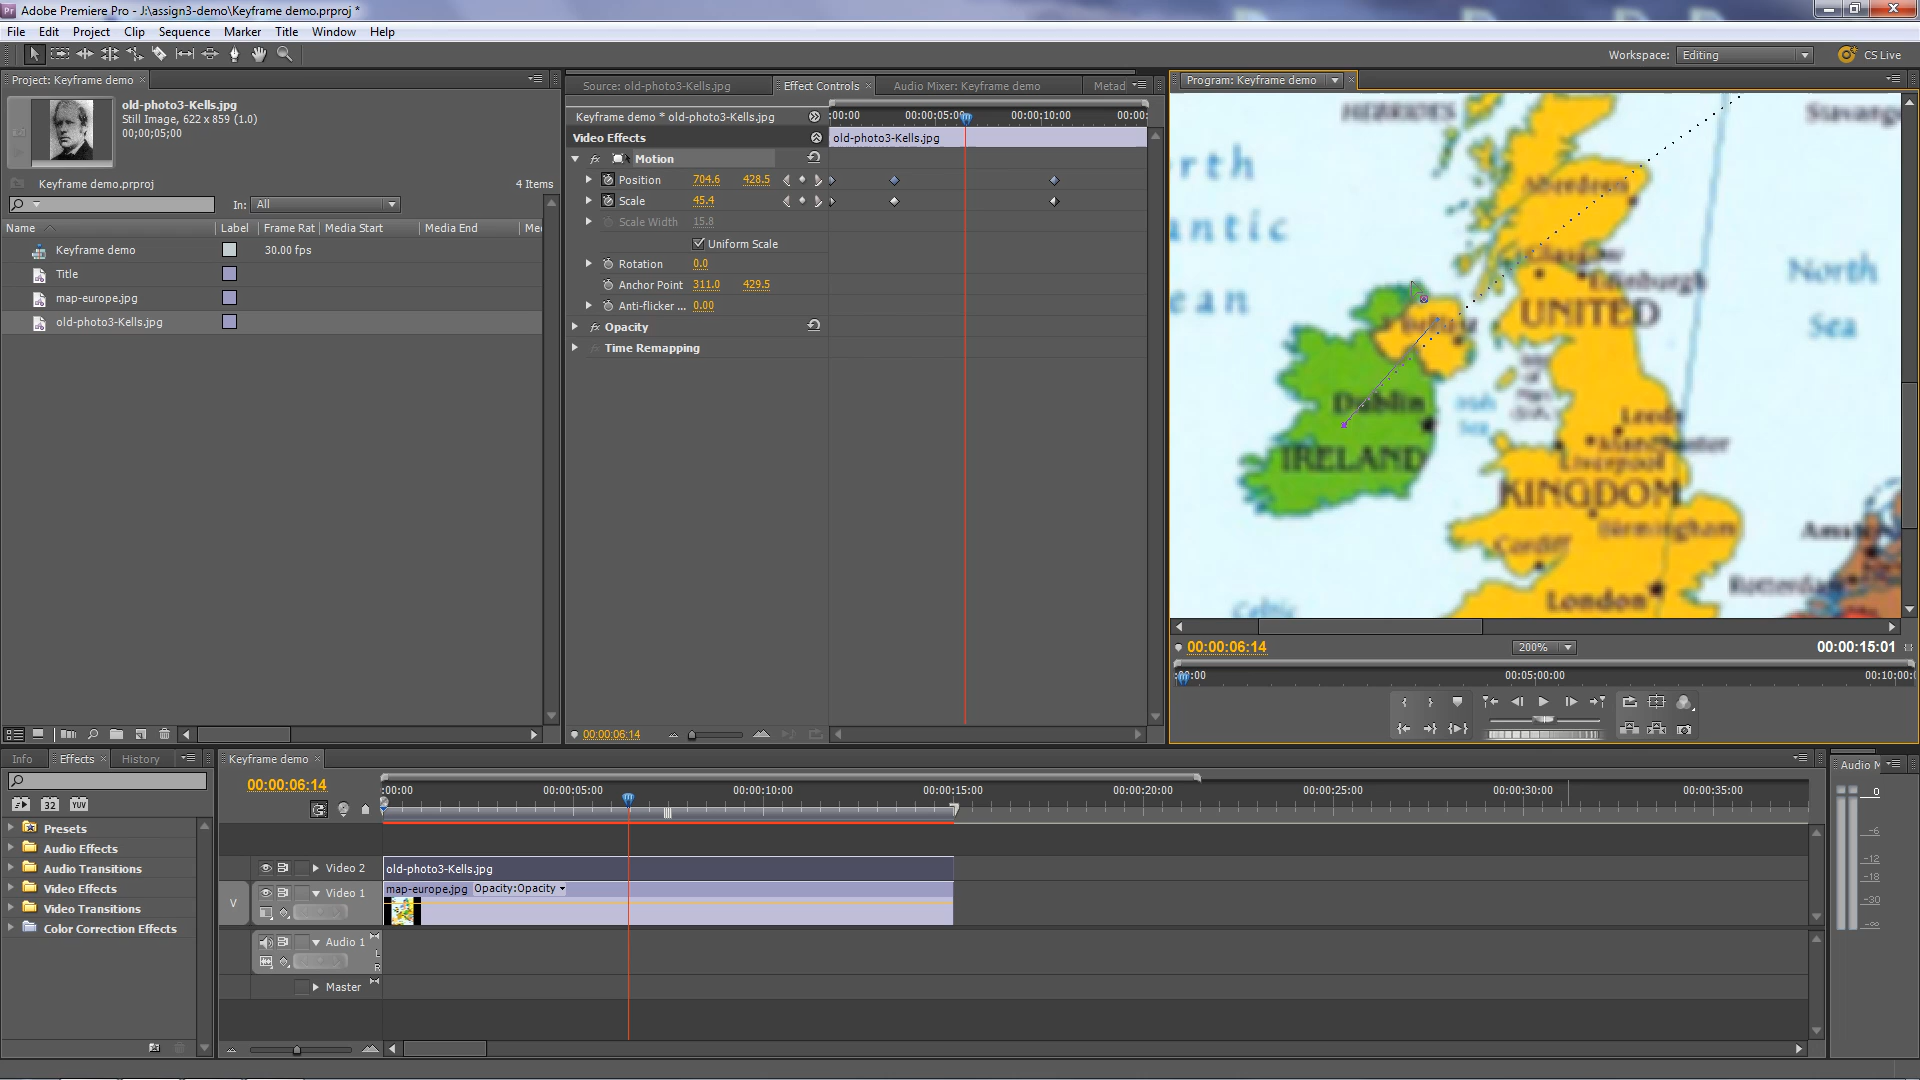 Adobe Premiere Pro - J:\assign3-demo\Keyframe demo.prproj *
File Edit Project Clip Sequence Marker Title Window Help
Workspace: Editing CS Live
Project: Keyframe demo
old-photo3-Kells.jpg
Still Image, 622 x 859 (1.0)
00;00;05;00
Keyframe demo.prproj 4 Items
In: All
Name Label Frame Rat Media Start Media End Me
Keyframe demo 30.00 fps
Title
map-europe.jpg
old-photo3-Kells.jpg
Source: old-photo3-Kells.jpg Effect Controls Audio Mixer: Keyframe demo Metad
Keyframe demo * old-photo3-Kells.jpg
:00:00 00:00:05:00 00:00:10:00 00:00:
Video Effects old-photo3-Kells.jpg
fx Motion
Position 704.6 428.5
Scale 45.4
Scale Width 15.8
Uniform Scale
Rotation 0.0
Anchor Point 311.0 429.5
Anti-flicker ... 0.00
fx Opacity
fx Time Remapping
00:00:06:14
Program: Keyframe demo
HEBRIDES
Stavange
rth
Aberdeen
antic
Glasgow
Edinburgh
North
Sea
ean
UNITED
Belfast
Dublin
Irish
Sea
Leeds
Manchester
IRELAND
Liverpool
KINGDOM
Birmingham
Cardiff
Amst
Rotterdam
London
Celtic
00:00:06:14 200% 00:00:15:01
:00:00 00:05:00:00 00:10:00:
Info Effects History
32 YUV
Presets
Audio Effects
Audio Transitions
Video Effects
Video Transitions
Color Correction Effects
Keyframe demo
00:00:06:14
:00:00 00:00:05:00 00:00:10:00 00:00:15:00 00:00:20:00 00:00:25:00 00:00:30:00 00:00:35:00
Video 2 old-photo3-Kells.jpg
V Video 1 map-europe.jpg Opacity:Opacity
Audio 1
L
R
Master
Audio M
0
-6
-12
-18
-30
-∞